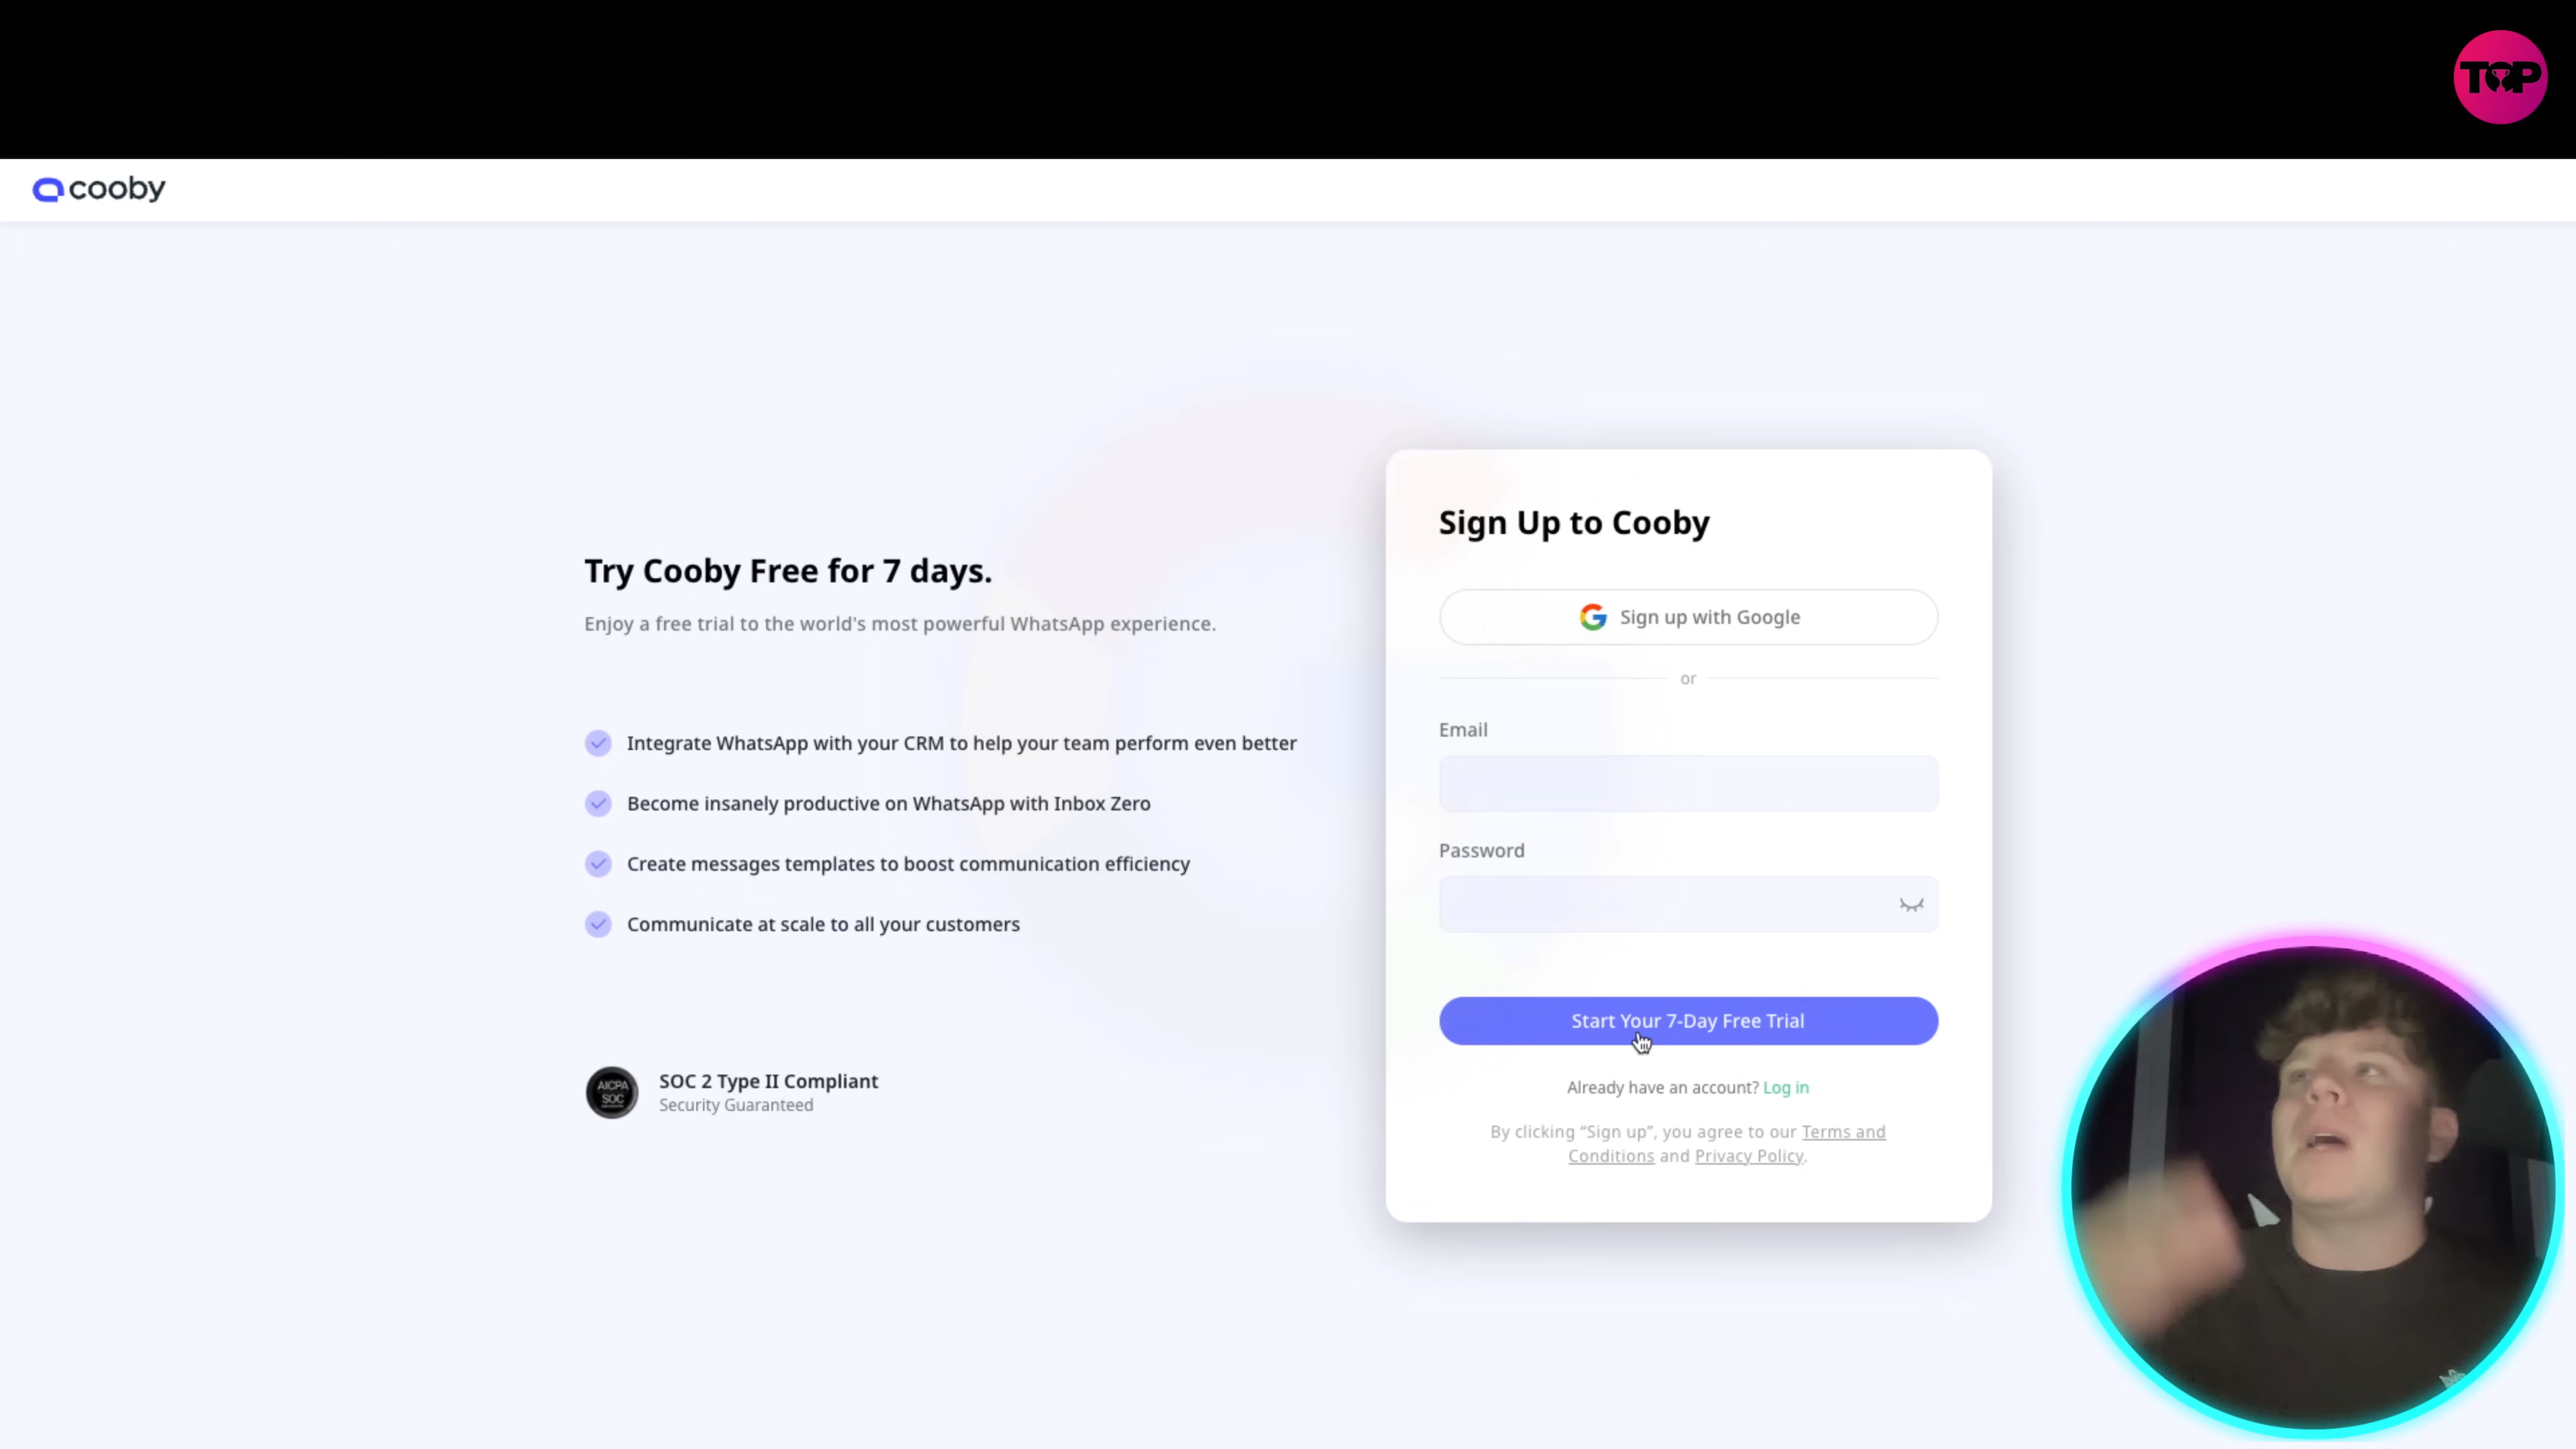 TOP
cooby
Try Cooby Free for 7 days.
Enjoy a free trial to the world's most powerful WhatsApp experience.
Integrate WhatsApp with your CRM to help your team perform even better
Become insanely productive on WhatsApp with Inbox Zero
Create messages templates to boost communication efficiency
Communicate at scale to all your customers
AICPA
SOC
SOC 2 Type II Compliant
Security Guaranteed
Sign Up to Cooby
Sign up with Google
or
Email
Password
Start Your 7-Day Free Trial
Already have an account? Log in
By clicking “Sign up”, you agree to our Terms and
Conditions and Privacy Policy.